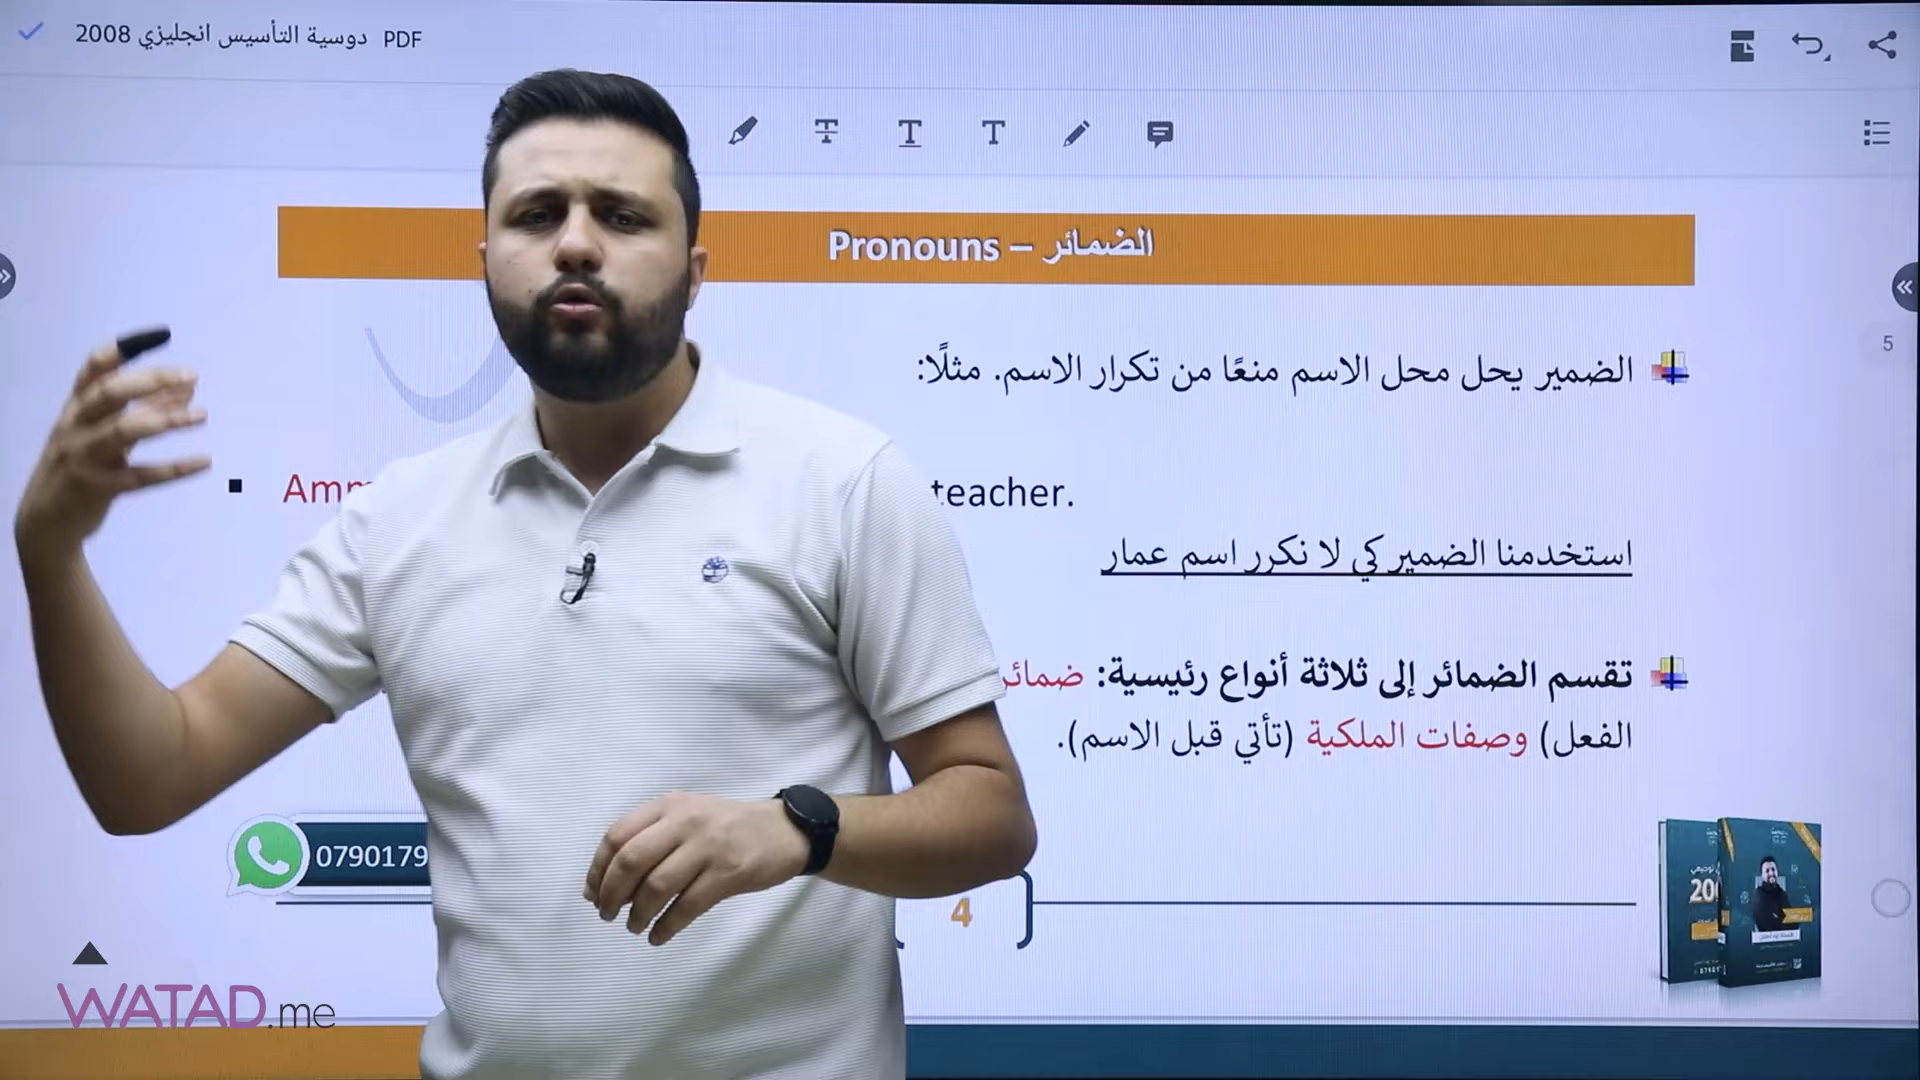 دوسية التأسيس انجليزي 2008 PDF
Pronouns – الضمائر
5
الضمير يحل محل الاسم منعًا من تكرار الاسم. مثلًا:
teacher.
استخدمنا الضمير كي لا نكرر اسم عمار
تقسم الضمائر إلى ثلاثة أنواع رئيسية: ضمائر
الفعل) وصفات الملكية (تأتي قبل الاسم).
0790179
4
WATAD.me